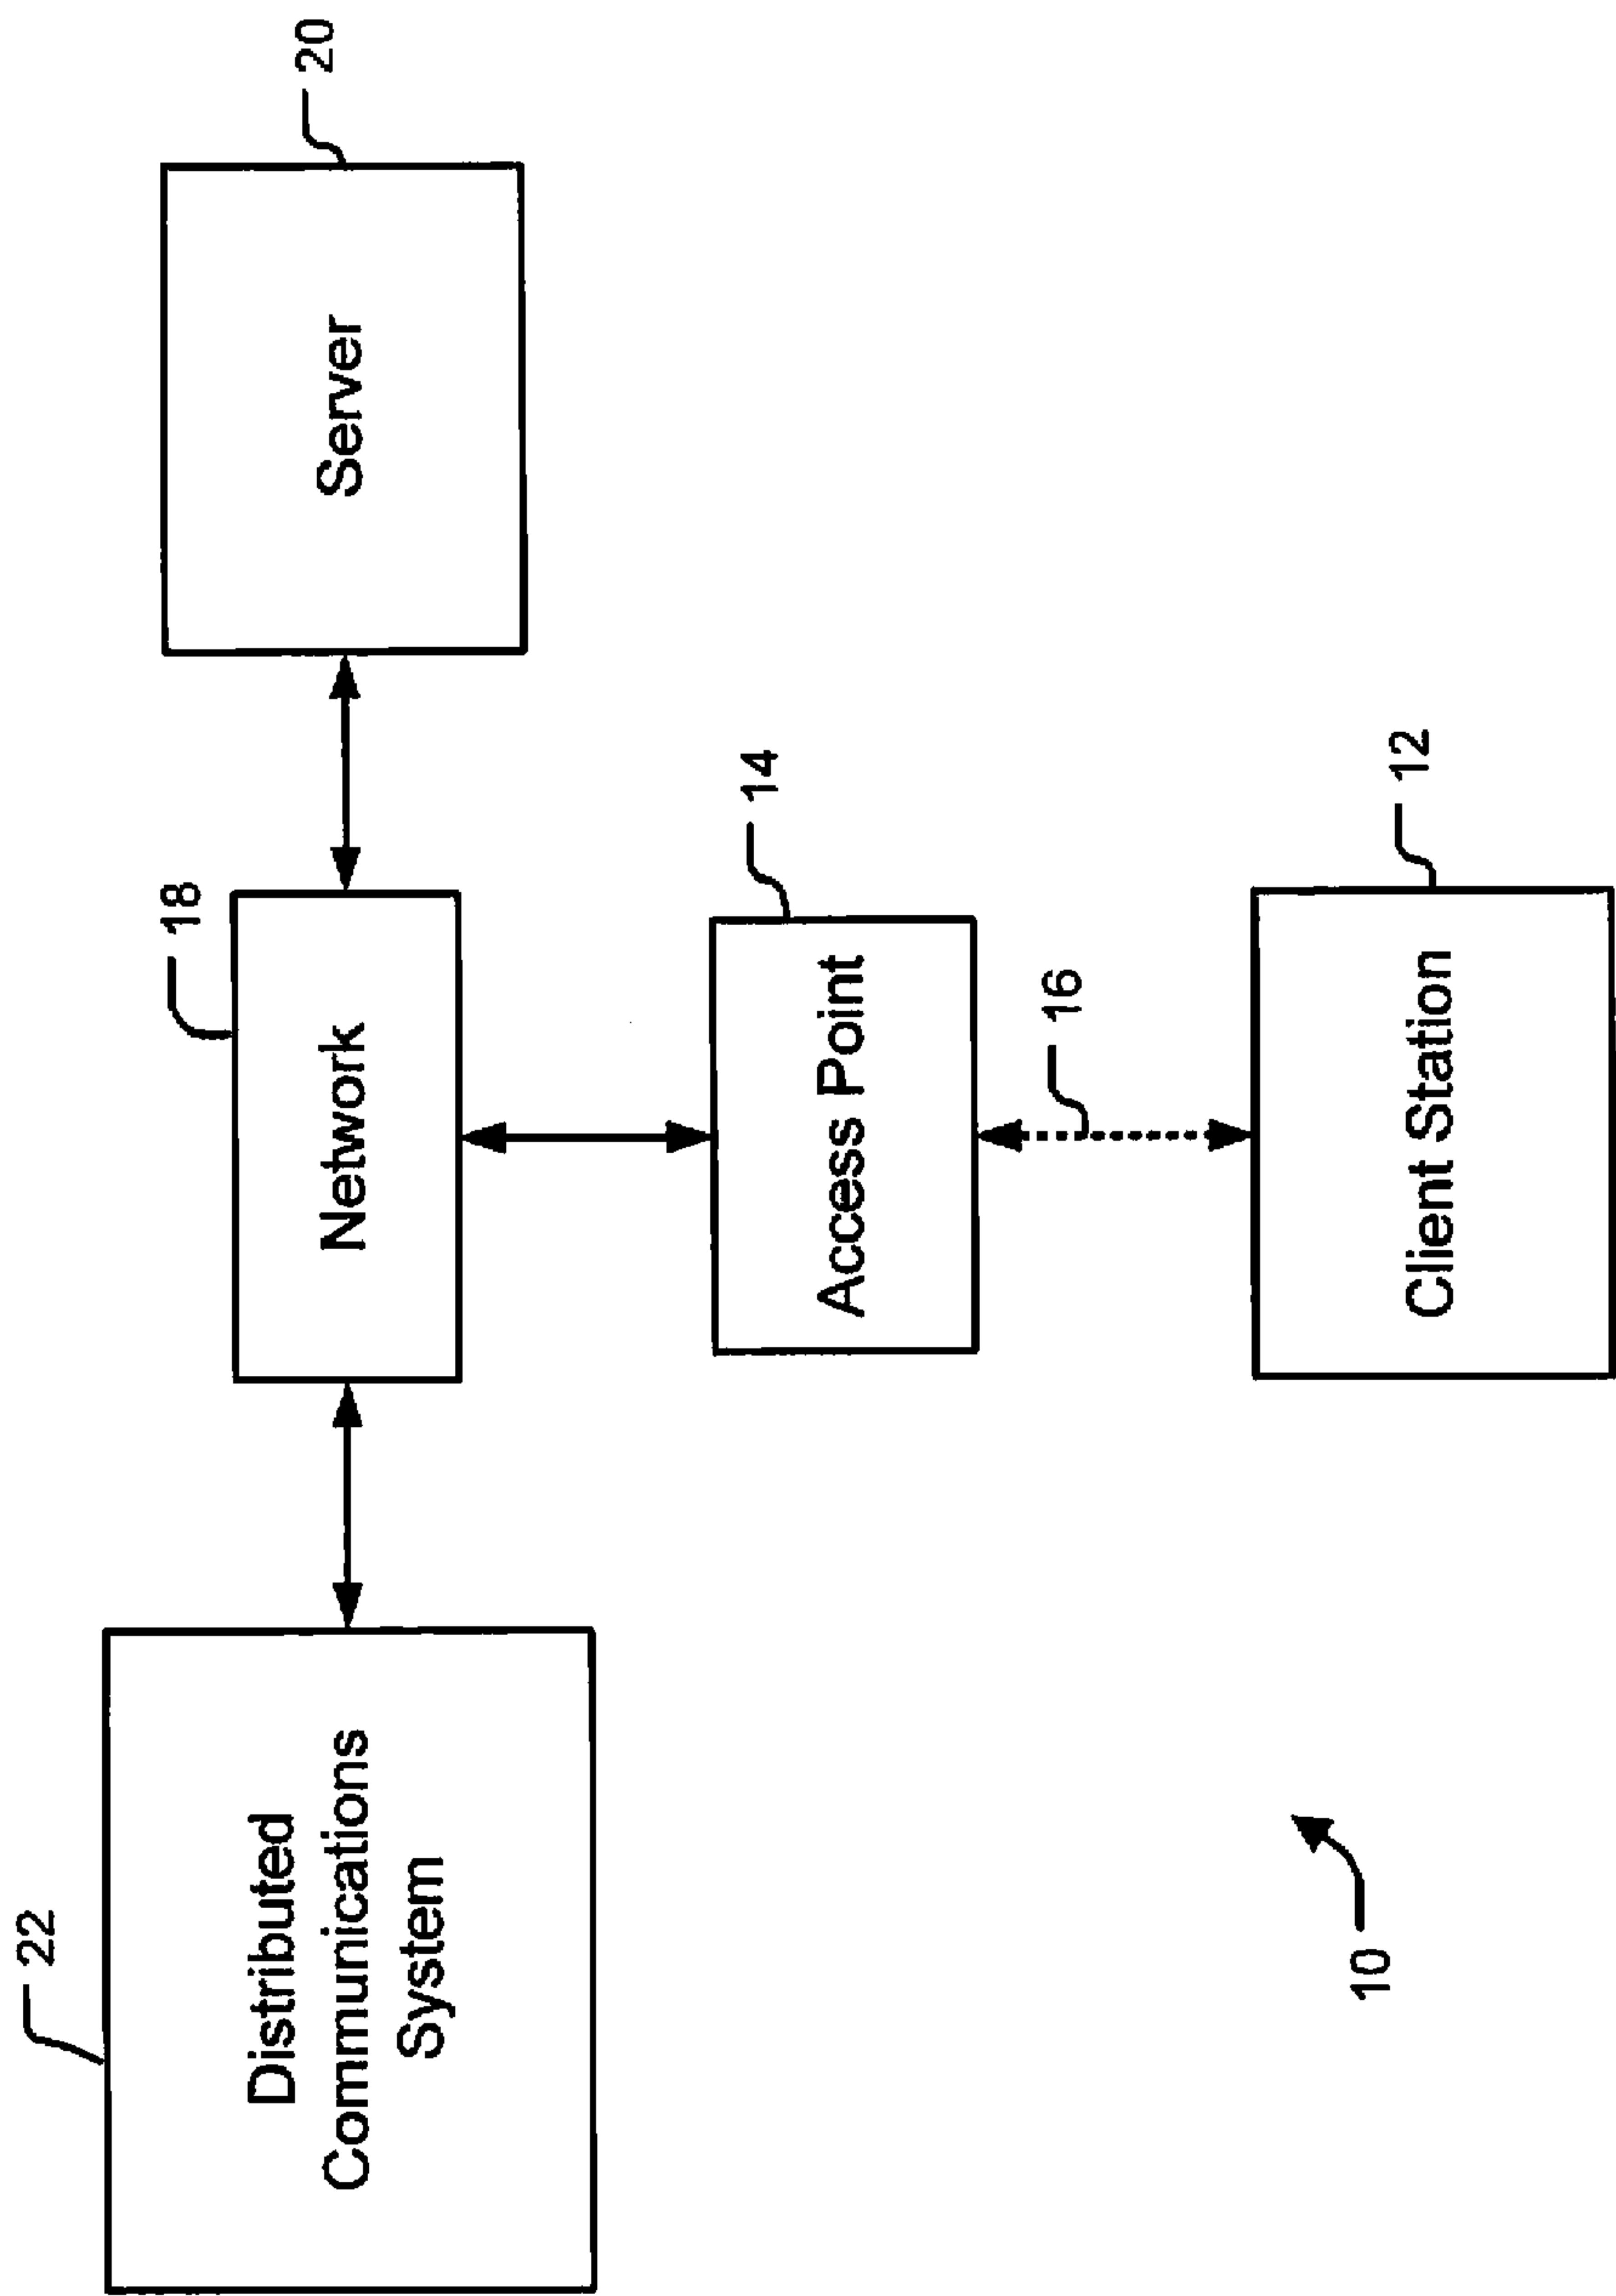 22
18
20
Distributed
Communications
System
Network
Server
14
Access Point
16
10
12
Client Station